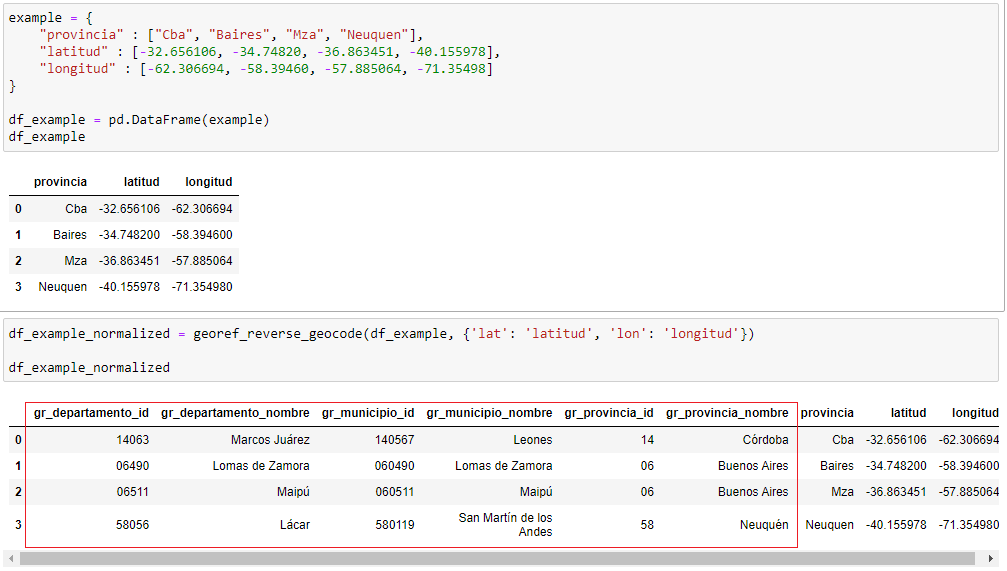 example = {
    "provincia" : ["Cba", "Baires", "Mza", "Neuquen"],
    "latitud" : [-32.656106, -34.74820, -36.863451, -40.155978],
    "longitud" : [-62.306694, -58.39460, -57.885064, -71.35498]
}
df_example = pd.DataFrame(example)
df_example
provincia latitud longitud
0 Cba -32.656106 -62.306694
1 Baires -34.748200 -58.394600
2 Mza -36.863451 -57.885064
3 Neuquen -40.155978 -71.354980
df_example_normalized = georef_reverse_geocode(df_example, {'lat': 'latitud', 'lon': 'longitud'})
df_example_normalized
gr_departamento_id gr_departamento_nombre gr_municipio_id gr_municipio_nombre gr_provincia_id gr_provincia_nombre provincia latitud longitud
0 14063 Marcos Juárez 140567 Leones 14 Córdoba Cba -32.656106 -62.306694
1 06490 Lomas de Zamora 060490 Lomas de Zamora 06 Buenos Aires Baires -34.748200 -58.394600
2 06511 Maipú 060511 Maipú 06 Buenos Aires Mza -36.863451 -57.885064
3 58056 Lácar 580119 San Martín de los Andes 58 Neuquén Neuquen -40.155978 -71.354980